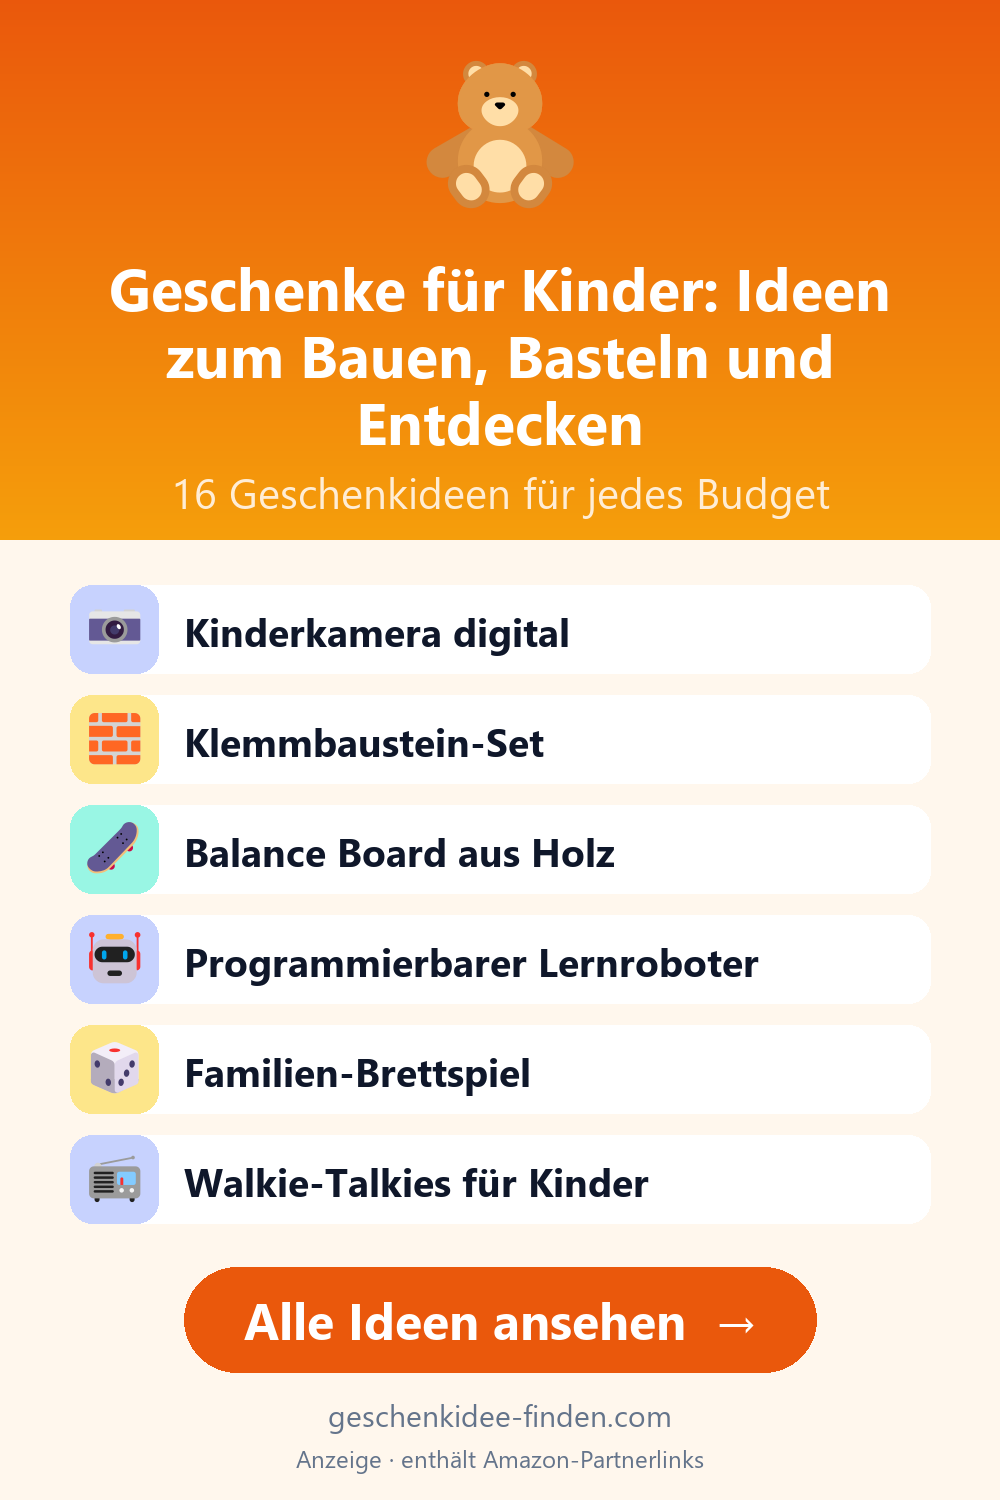 Geschenke für Kinder: Ideen
zum Bauen, Basteln und
Entdecken
16 Geschenkideen für jedes Budget
Kinderkamera digital
Klemmbaustein-Set
Balance Board aus Holz
Programmierbarer Lernroboter
Familien-Brettspiel
Walkie-Talkies für Kinder
Alle Ideen ansehen →
geschenkidee-finden.com
Anzeige · enthält Amazon-Partnerlinks